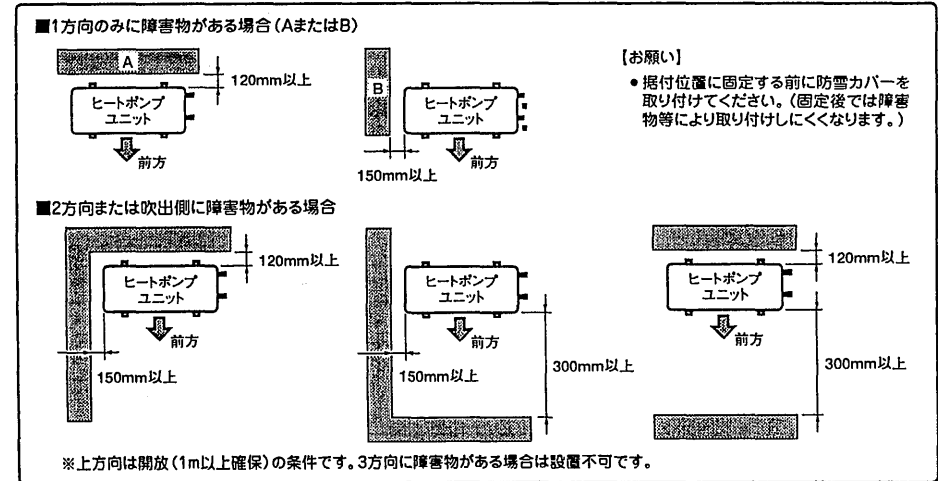 ■1方向のみに障害物がある場合(AまたはB)
A
120mm以上
ヒートポンプ
ユニット
前方
B
ヒートポンプ
ユニット
前方
150mm以上
【お願い】
●据付位置に固定する前に防雪カバーを
取り付けてください。(固定後では障害
物等により取り付けしにくくなります。)
■2方向または吹出側に障害物がある場合
120mm以上
ヒートポンプ
ユニット
前方
150mm以上
ヒートポンプ
ユニット
前方
150mm以上
300mm以上
120mm以上
ヒートポンプ
ユニット
前方
300mm以上
※上方向は開放(1m以上確保)の条件です。3方向に障害物がある場合は設置不可です。